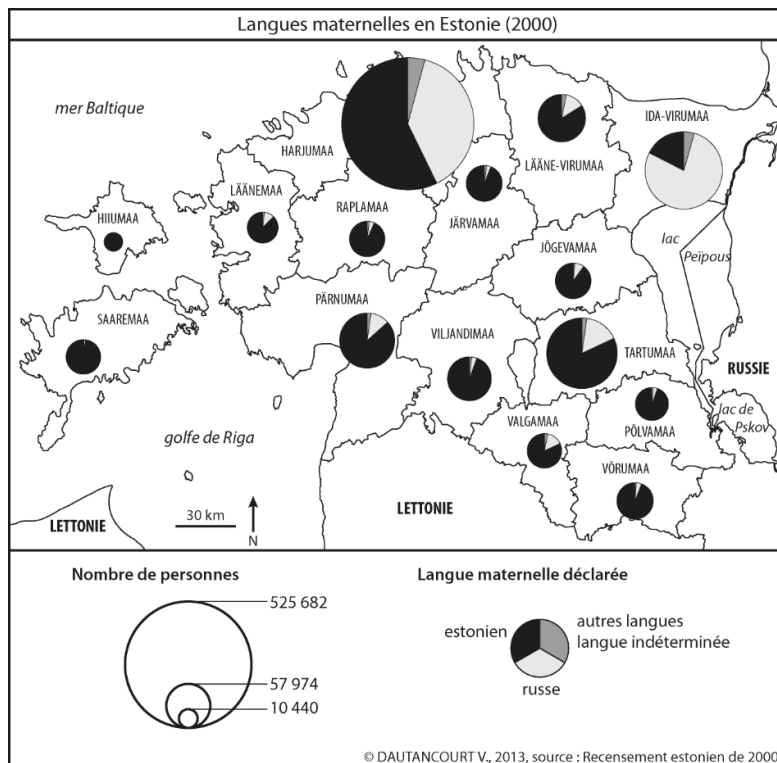 Langues maternelles en Estonie (2000)
mer Baltique
IDA-VIRUMAA
HARJUMAA
LÄÄNE-VIRUMAA
LÄÄNEMAA
RAPLAMAA
JÄRVAMAA
HIIUMAA
lac
Peïpous
JÕGEVAMAA
PÄRNUMAA
SAAREMAA
VILJANDIMAA
TARTUMAA
RUSSIE
VALGAMAA
lac de
Pskov
PÕLVAMAA
golfe de Riga
VÕRUMAA
LETTONIE
LETTONIE
30 km
N
Nombre de personnes
525 682
57 974
10 440
Langue maternelle déclarée
estonien
autres langues
langue indéterminée
russe
© DAUTANCOURT V., 2013, source : Recensement estonien de 2000